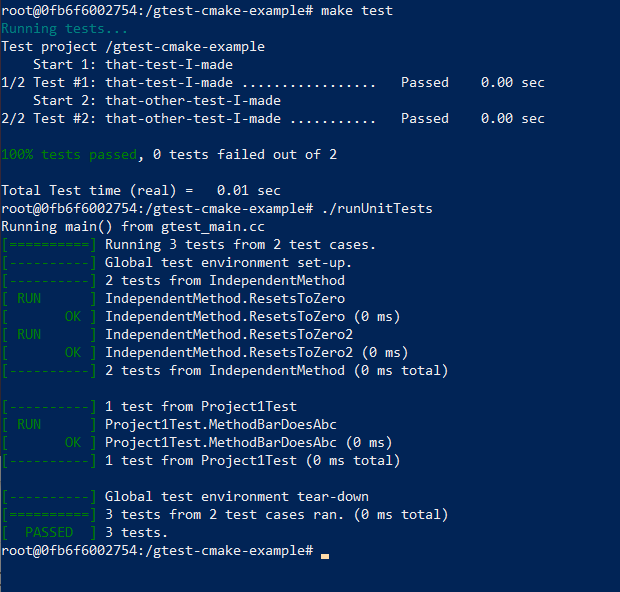 root@0fb6f6002754:/gtest-cmake-example# make test
Running tests...
Test project /gtest-cmake-example
    Start 1: that-test-I-made
1/2 Test #1: that-test-I-made .................   Passed    0.00 sec
    Start 2: that-other-test-I-made
2/2 Test #2: that-other-test-I-made ...........   Passed    0.00 sec

100% tests passed, 0 tests failed out of 2

Total Test time (real) =   0.01 sec
root@0fb6f6002754:/gtest-cmake-example# ./runUnitTests
Running main() from gtest_main.cc
[==========] Running 3 tests from 2 test cases.
[----------] Global test environment set-up.
[----------] 2 tests from IndependentMethod
[ RUN      ] IndependentMethod.ResetsToZero
[       OK ] IndependentMethod.ResetsToZero (0 ms)
[ RUN      ] IndependentMethod.ResetsToZero2
[       OK ] IndependentMethod.ResetsToZero2 (0 ms)
[----------] 2 tests from IndependentMethod (0 ms total)

[----------] 1 test from Project1Test
[ RUN      ] Project1Test.MethodBarDoesAbc
[       OK ] Project1Test.MethodBarDoesAbc (0 ms)
[----------] 1 test from Project1Test (0 ms total)

[----------] Global test environment tear-down
[==========] 3 tests from 2 test cases ran. (0 ms total)
[  PASSED  ] 3 tests.
root@0fb6f6002754:/gtest-cmake-example#